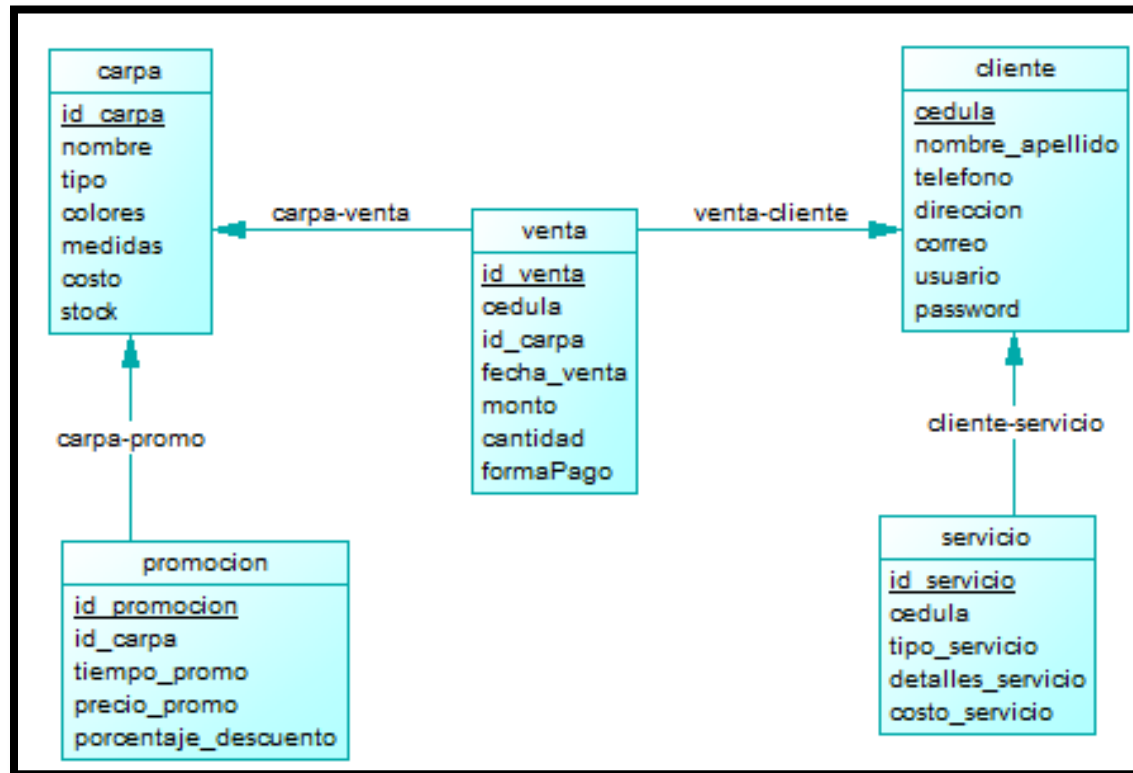 carpa
id_carpa
nombre
tipo
colores
medidas
costo
stock
carpa-venta
venta
id_venta
cedula
id_carpa
fecha_venta
monto
cantidad
formaPago
venta-cliente
cliente
cedula
nombre_apellido
telefono
direccion
correo
usuario
password
carpa-promo
promocion
id_promocion
id_carpa
tiempo_promo
precio_promo
porcentaje_descuento
cliente-servicio
servicio
id_servicio
cedula
tipo_servicio
detalles_servicio
costo_servicio